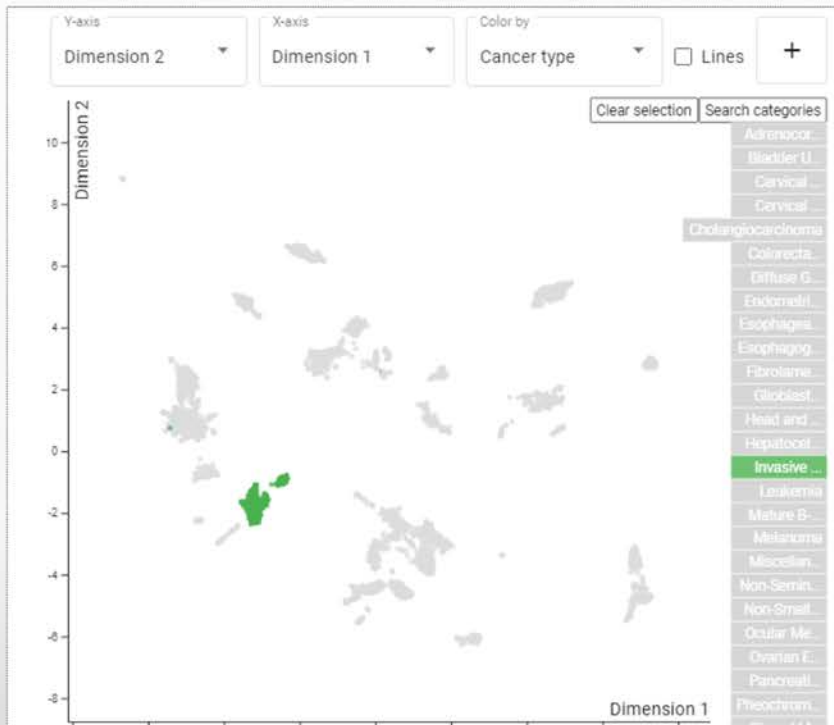 Y-axis
X-axis
Color by
Dimension 2
Dimension 1
Cancer type
Lines
+
Clear selection
Search categories
Dimension 2
10
8
6
4
2
0
-2
-4
-6
-8
Dimension 1
Adrenocor...
Bladder U...
Cervical ...
Cervical ...
Cholangiocarcinoma
Colorecta...
Diffuse G...
Endometri...
Esophagea...
Esophagog...
Fibrolame...
Glioblast...
Head and ...
Hepatocel...
Invasive ...
Leukemia
Mature B-...
Melanoma
Miscellan...
Non-Semin...
Non-Small...
Ocular Me...
Ovarian E...
Pancreati...
Pheochrom...